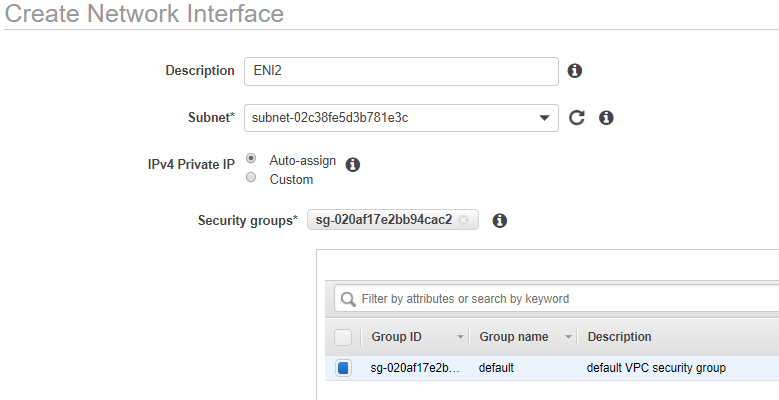 Create Network Interface
Description ENI2
Subnet* subnet-02c38fe5d3b781e3c
IPv4 Private IP Auto-assign
Custom
Security groups* sg-020af17e2bb94cac2
Filter by attributes or search by keyword
Group ID Group name Description
sg-020af17e2b... default default VPC security group